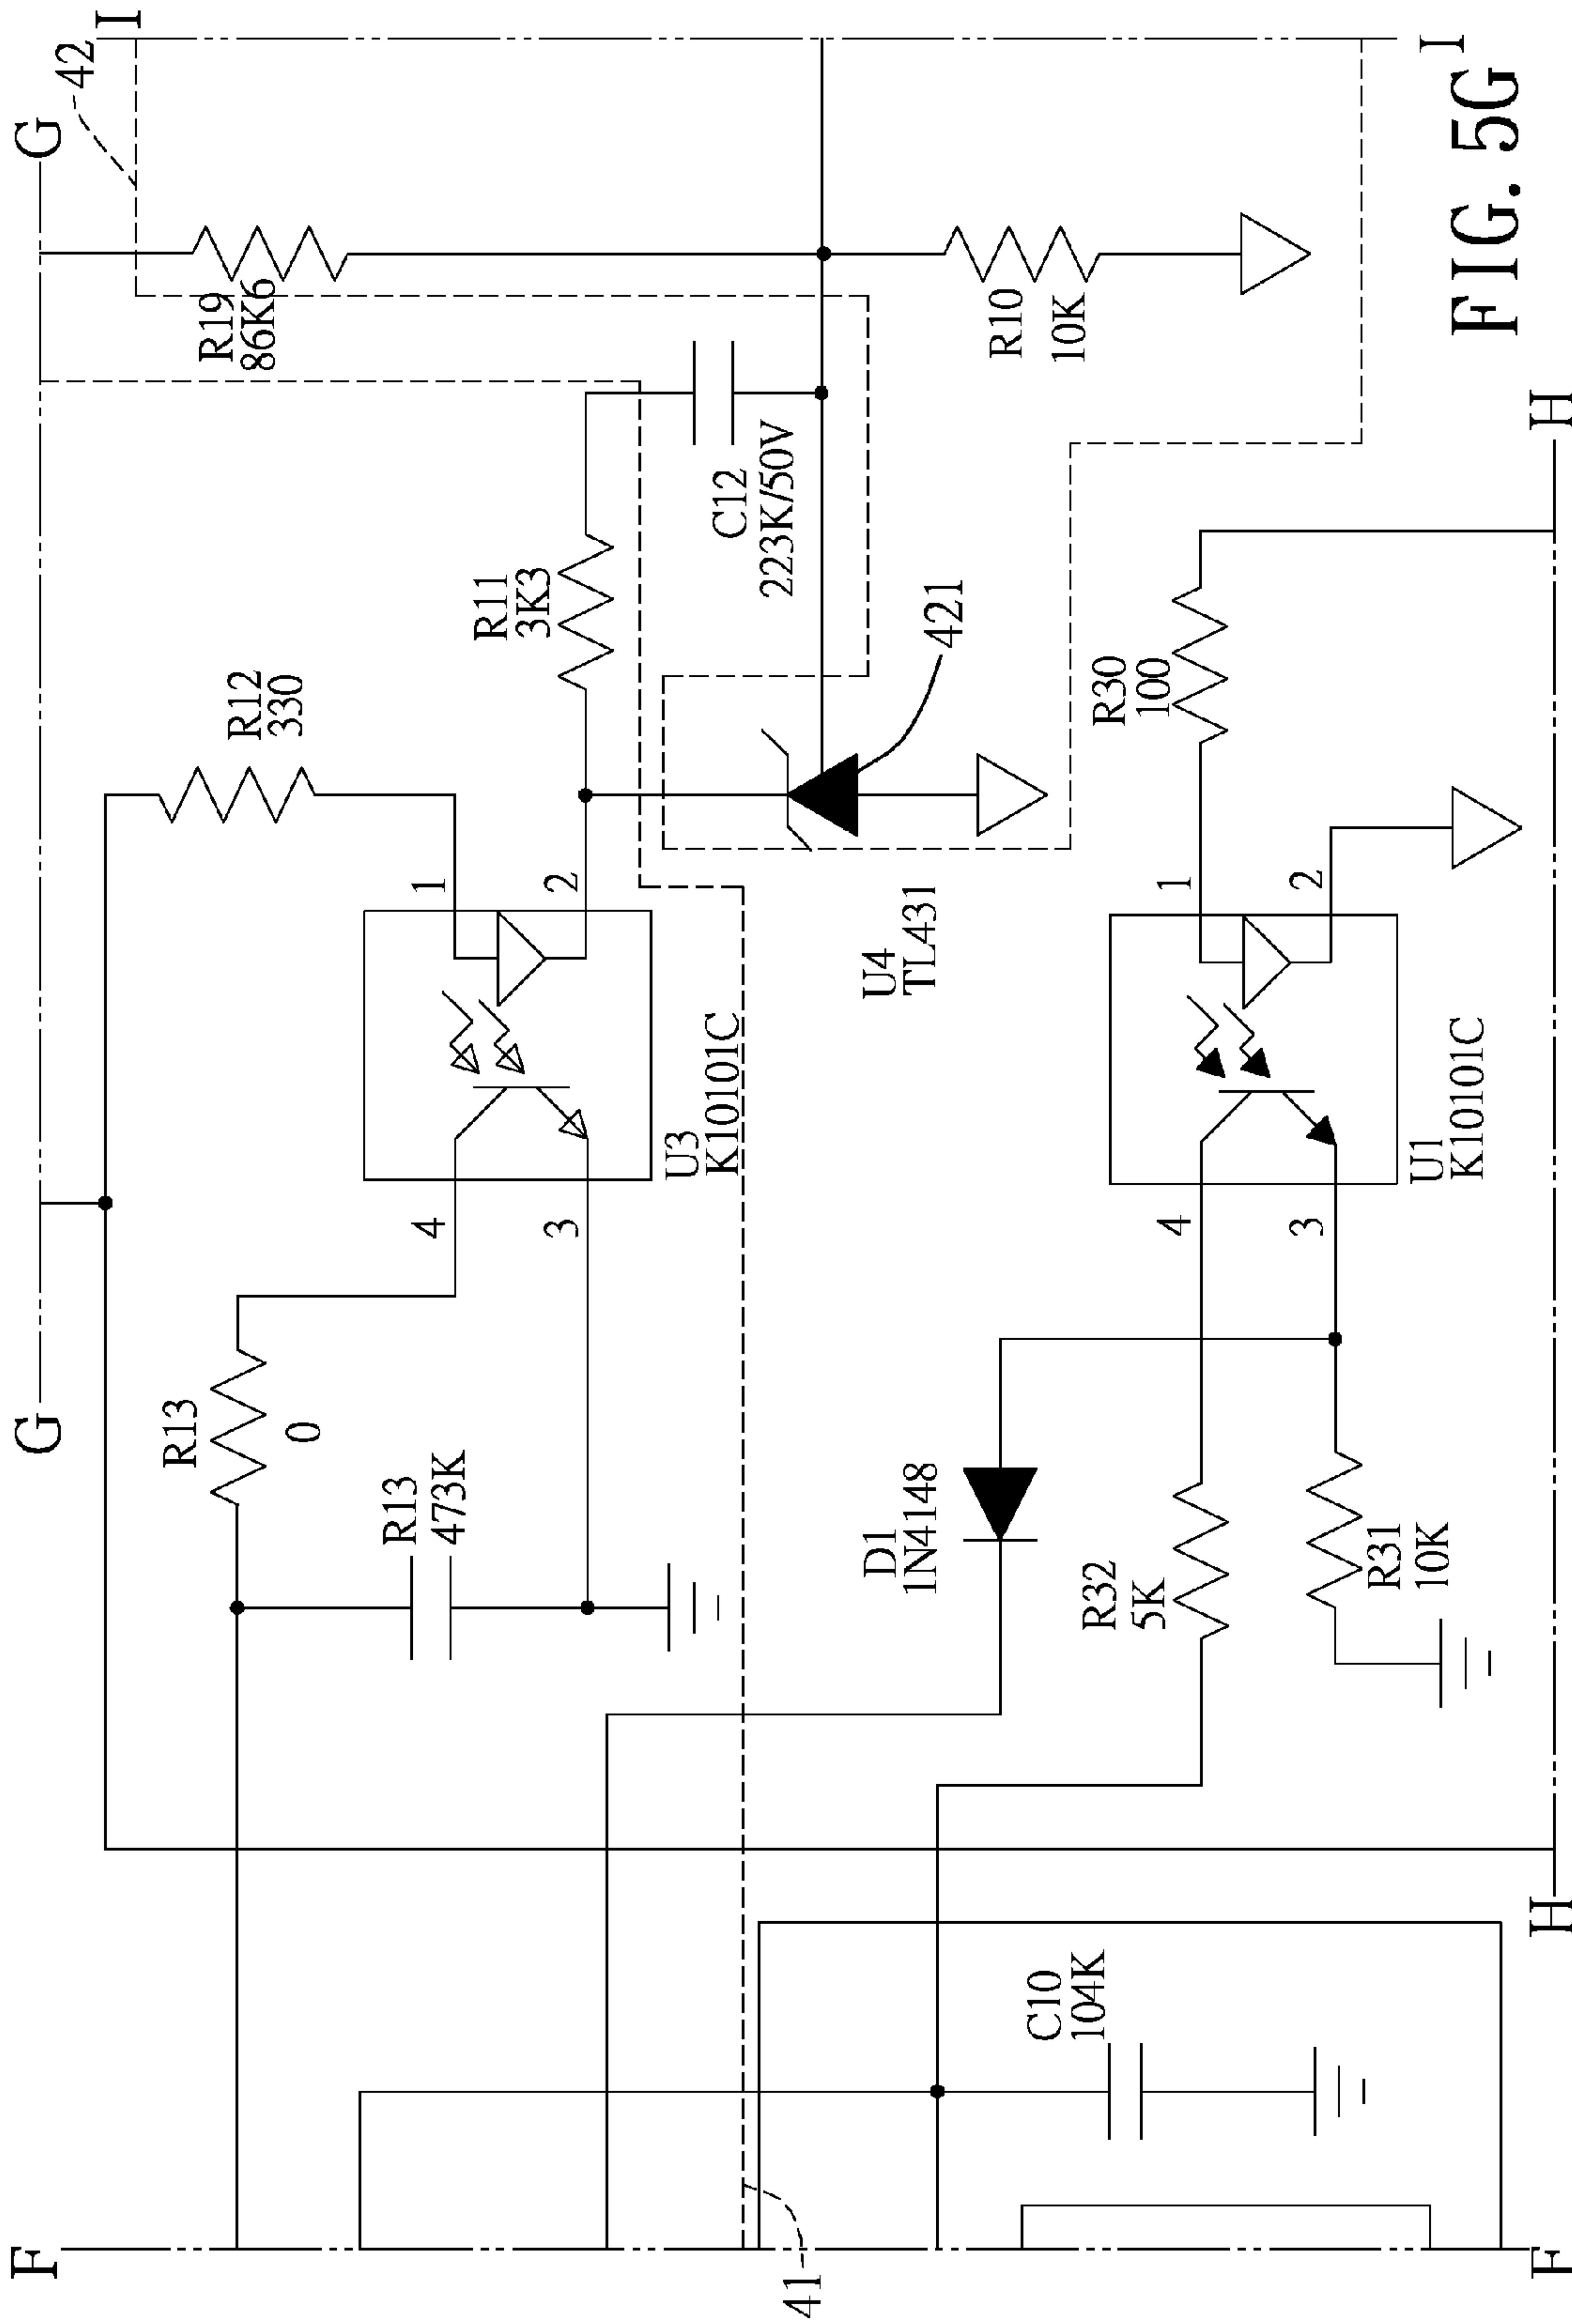 F
G
G
I
42
R13
0
R12
330
R19
86K6
R13
473K
4
3
1
2
R11
3K3
C12
223K/50V
U3
K10101C
U4
TL431
421
R10
10K
41
D1
1N4148
C10
104K
R32
5K
4
3
1
2
R30
100
R31
10K
U1
K10101C
F
H
H
I
FIG. 5G